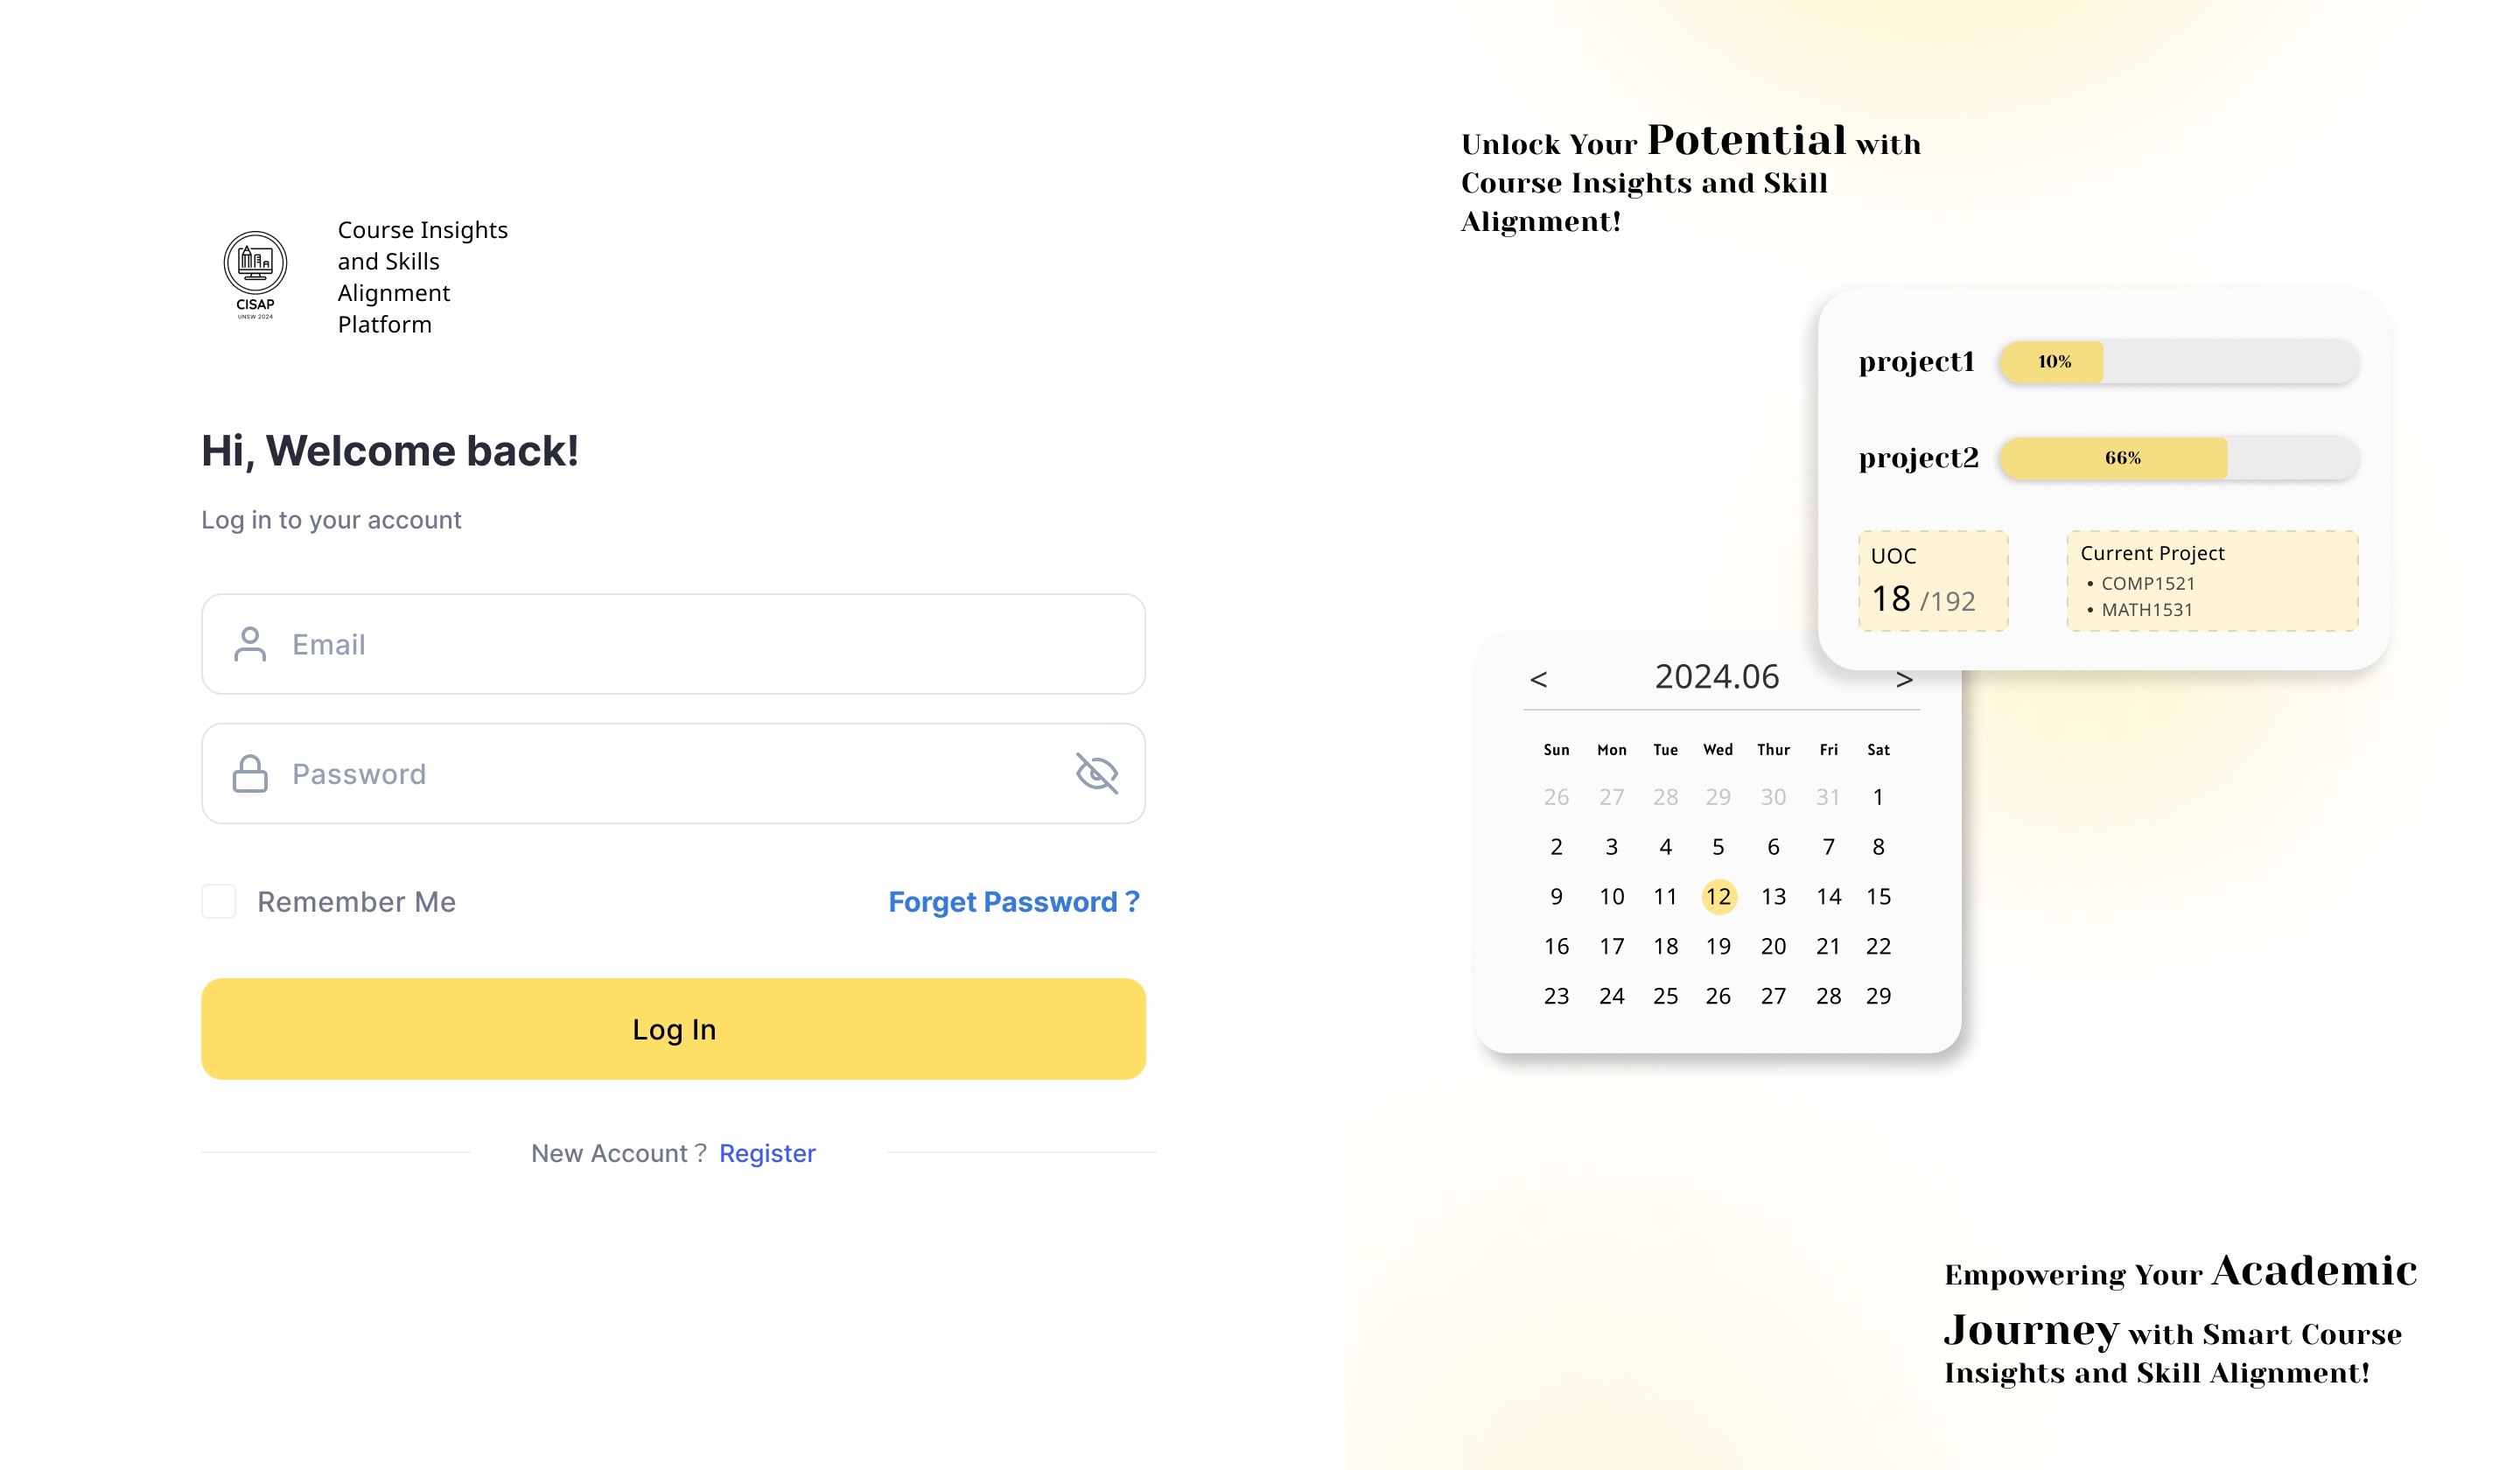 Course Insights
and Skills
Alignment
Platform
CISAP
UNSW 2024
Hi, Welcome back!
Log in to your account
Email
Password
Remember Me
Forget Password ?
Log In
New Account ? Register
Unlock Your Potential with
Course Insights and Skill
Alignment!
project1 10%
project2 66%
UOC
18 /192
Current Project
• COMP1521
• MATH1531
< 2024.06 >
Sun Mon Tue Wed Thur Fri Sat
26 27 28 29 30 31 1
2 3 4 5 6 7 8
9 10 11 12 13 14 15
16 17 18 19 20 21 22
23 24 25 26 27 28 29
Empowering Your Academic
Journey with Smart Course
Insights and Skill Alignment!